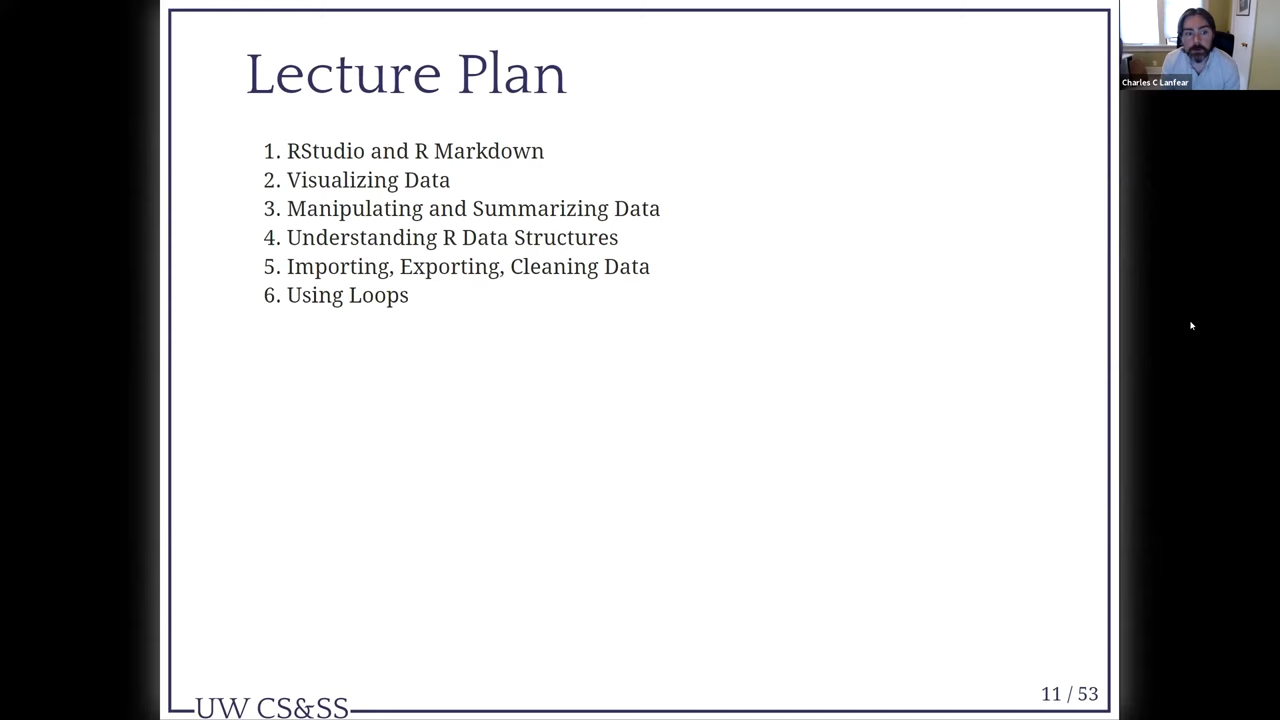 Lecture Plan
1. RStudio and R Markdown
2. Visualizing Data
3. Manipulating and Summarizing Data
4. Understanding R Data Structures
5. Importing, Exporting, Cleaning Data
6. Using Loops
UW CS&SS
11 / 53
Charles C Lanfear